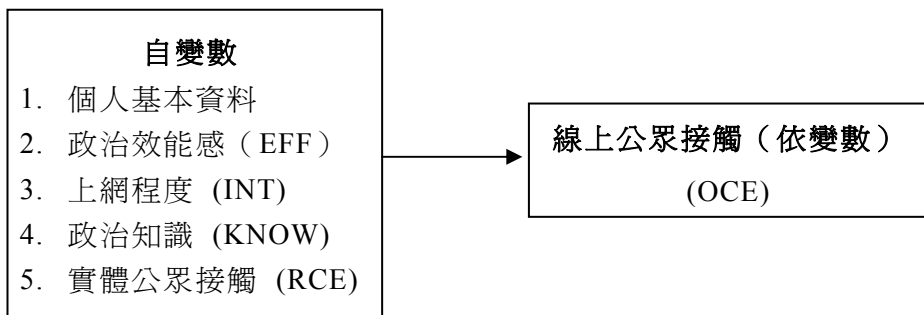 自變數
1. 個人基本資料
2. 政治效能感（EFF）
3. 上網程度 (INT)
4. 政治知識 (KNOW)
5. 實體公眾接觸 (RCE)
線上公眾接觸（依變數）
(OCE)